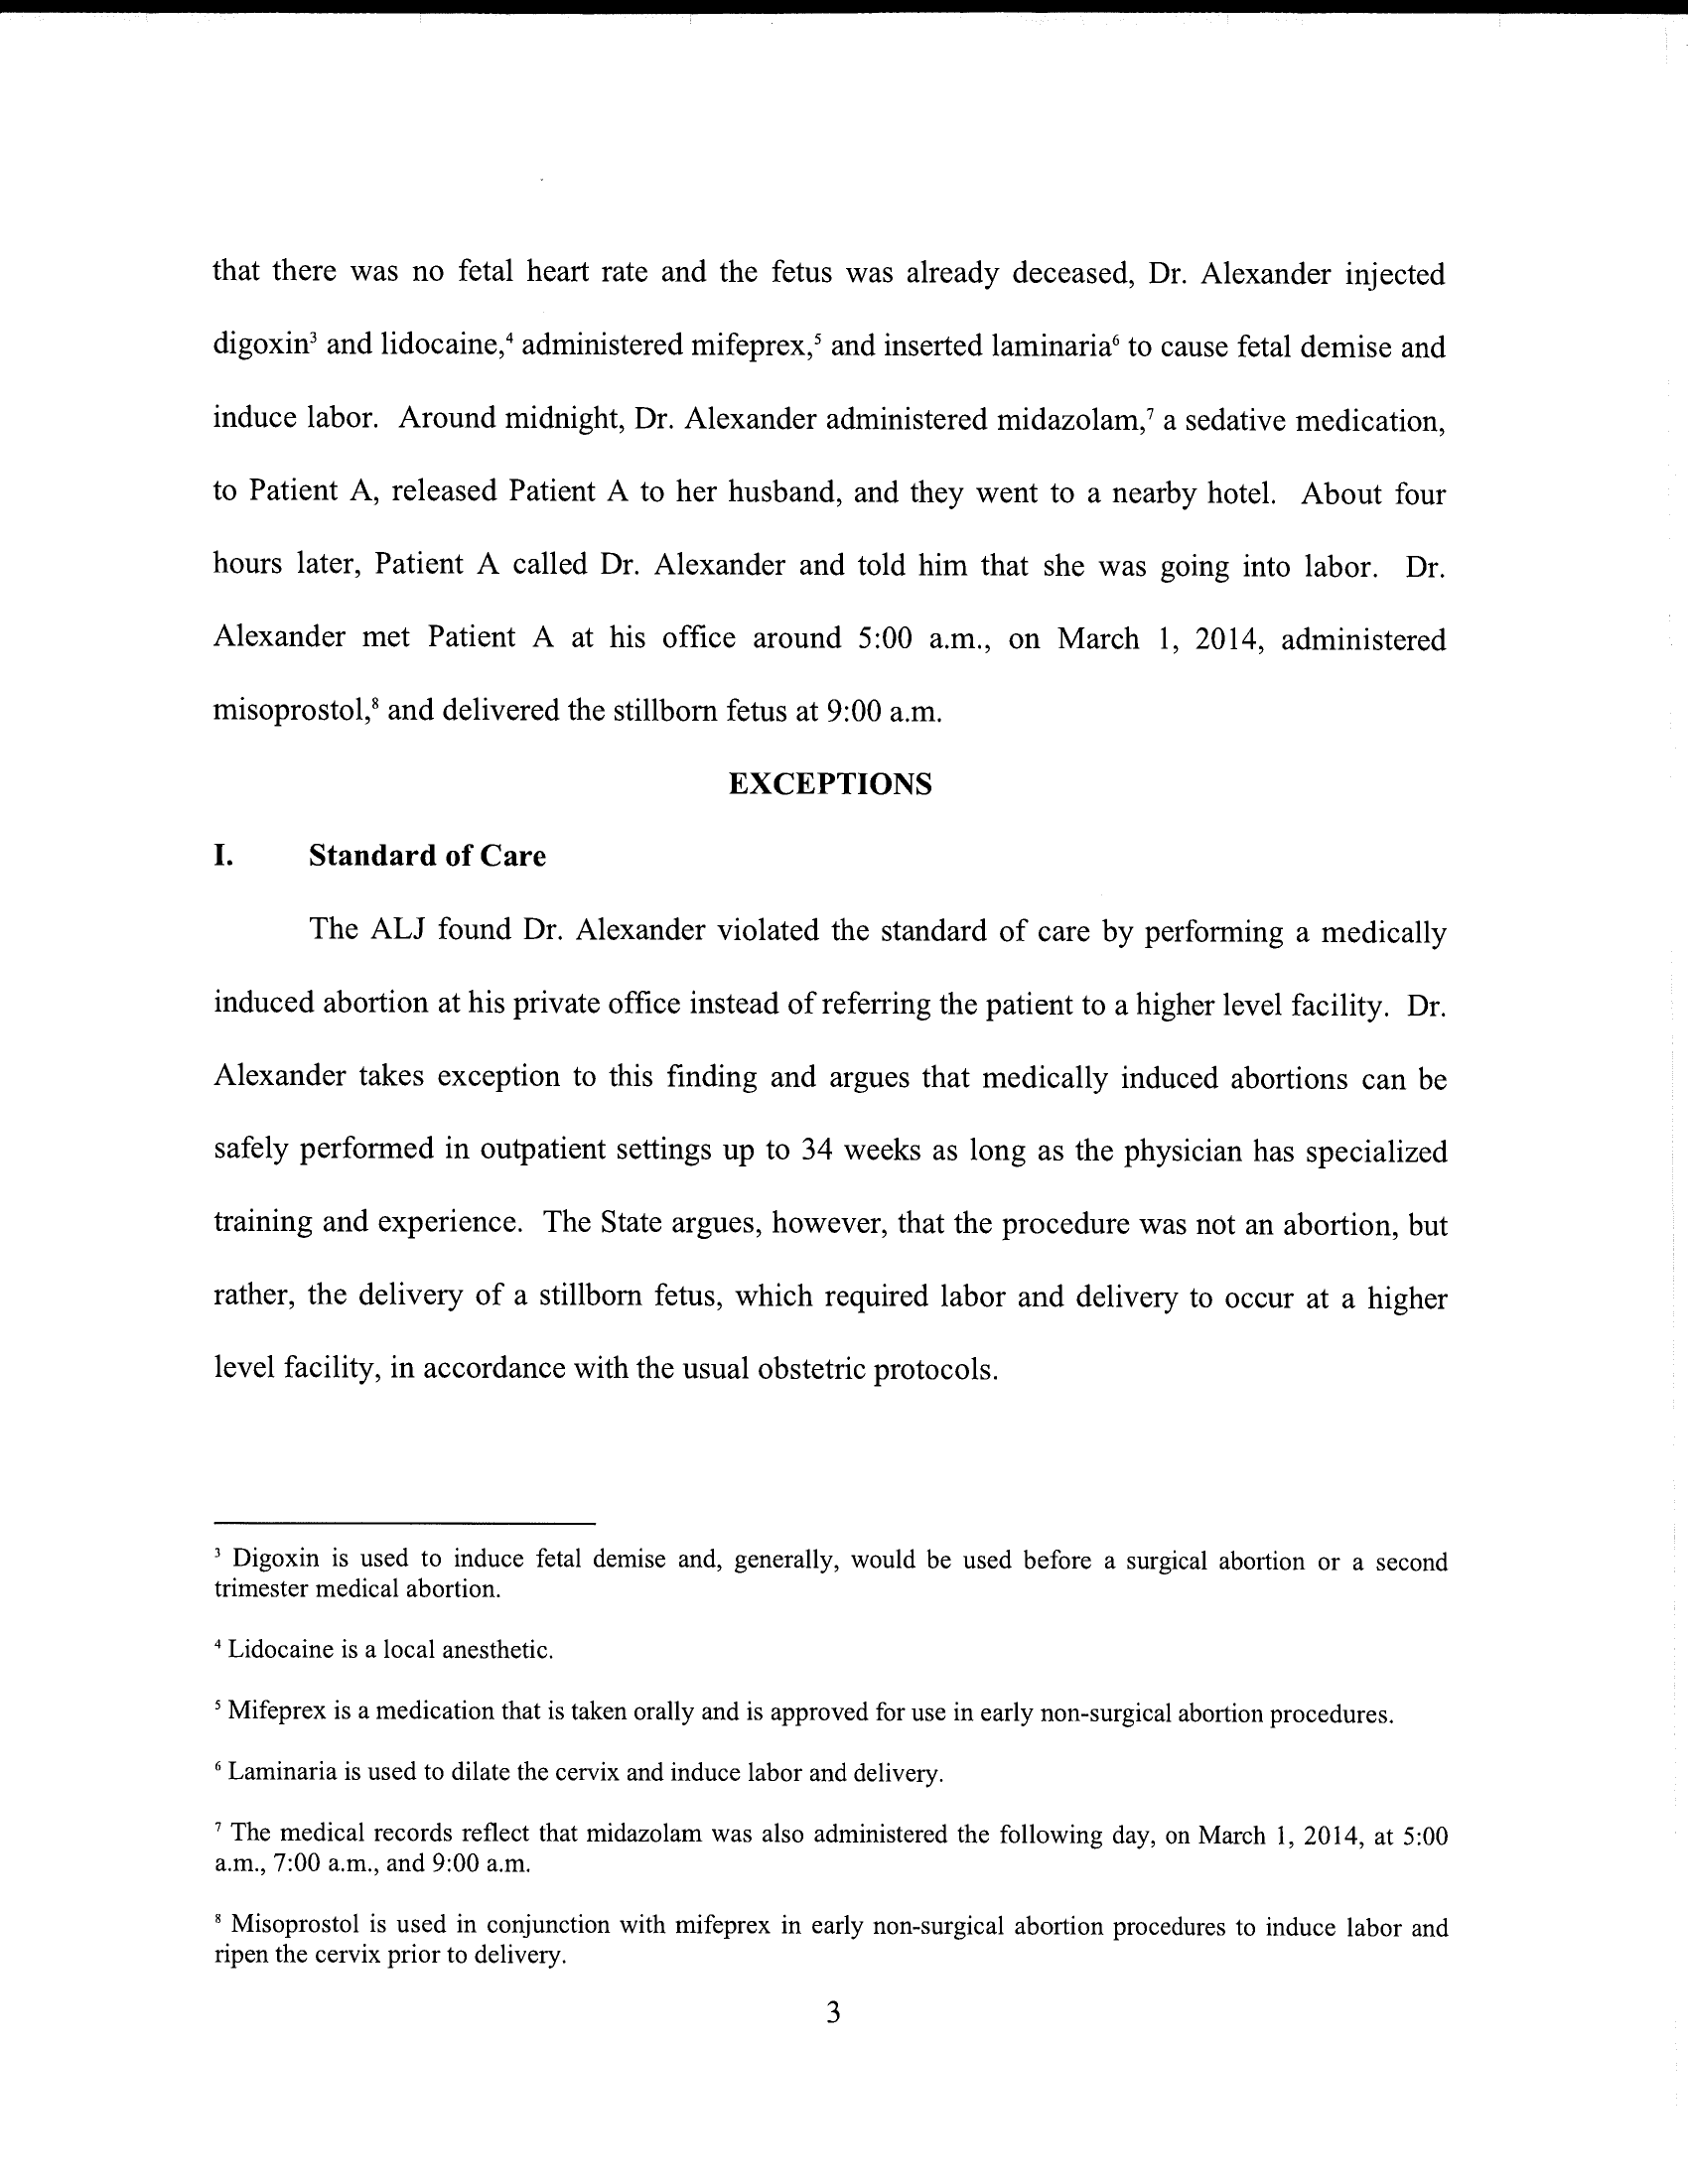 that there was no fetal heart rate and the fetus was already deceased, Dr. Alexander injected
digoxin³ and lidocaine,⁴ administered mifeprex,⁵ and inserted laminaria⁶ to cause fetal demise and
induce labor. Around midnight, Dr. Alexander administered midazolam,⁷ a sedative medication,
to Patient A, released Patient A to her husband, and they went to a nearby hotel. About four
hours later, Patient A called Dr. Alexander and told him that she was going into labor. Dr.
Alexander met Patient A at his office around 5:00 a.m., on March 1, 2014, administered
misoprostol,⁸ and delivered the stillborn fetus at 9:00 a.m.
EXCEPTIONS
I. Standard of Care
The ALJ found Dr. Alexander violated the standard of care by performing a medically
induced abortion at his private office instead of referring the patient to a higher level facility. Dr.
Alexander takes exception to this finding and argues that medically induced abortions can be
safely performed in outpatient settings up to 34 weeks as long as the physician has specialized
training and experience. The State argues, however, that the procedure was not an abortion, but
rather, the delivery of a stillborn fetus, which required labor and delivery to occur at a higher
level facility, in accordance with the usual obstetric protocols.
³ Digoxin is used to induce fetal demise and, generally, would be used before a surgical abortion or a second
trimester medical abortion.
⁴ Lidocaine is a local anesthetic.
⁵ Mifeprex is a medication that is taken orally and is approved for use in early non-surgical abortion procedures.
⁶ Laminaria is used to dilate the cervix and induce labor and delivery.
⁷ The medical records reflect that midazolam was also administered the following day, on March 1, 2014, at 5:00
a.m., 7:00 a.m., and 9:00 a.m.
⁸ Misoprostol is used in conjunction with mifeprex in early non-surgical abortion procedures to induce labor and
ripen the cervix prior to delivery.
3